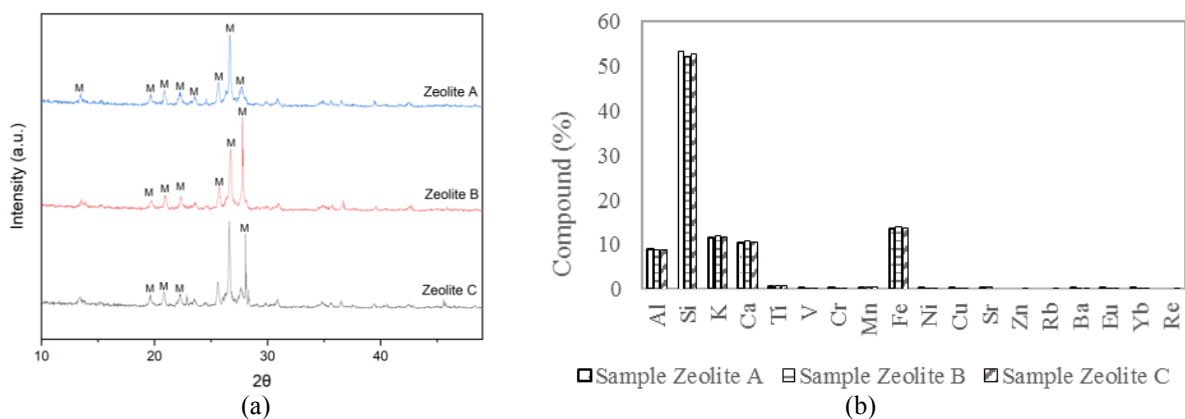 M M M M M M M M
Zeolite A
M M M M M M
Zeolite B
M M M M
Zeolite C
Intensity (a.u.)
10 20 30 40
2θ
(a)
60
50
40
30
20
10
0
Compound (%)
Al Si K Ca Ti V Cr Mn Fe Ni Cu Sr Zn Rb Ba Eu Yb Re
Sample Zeolite A Sample Zeolite B Sample Zeolite C
(b)